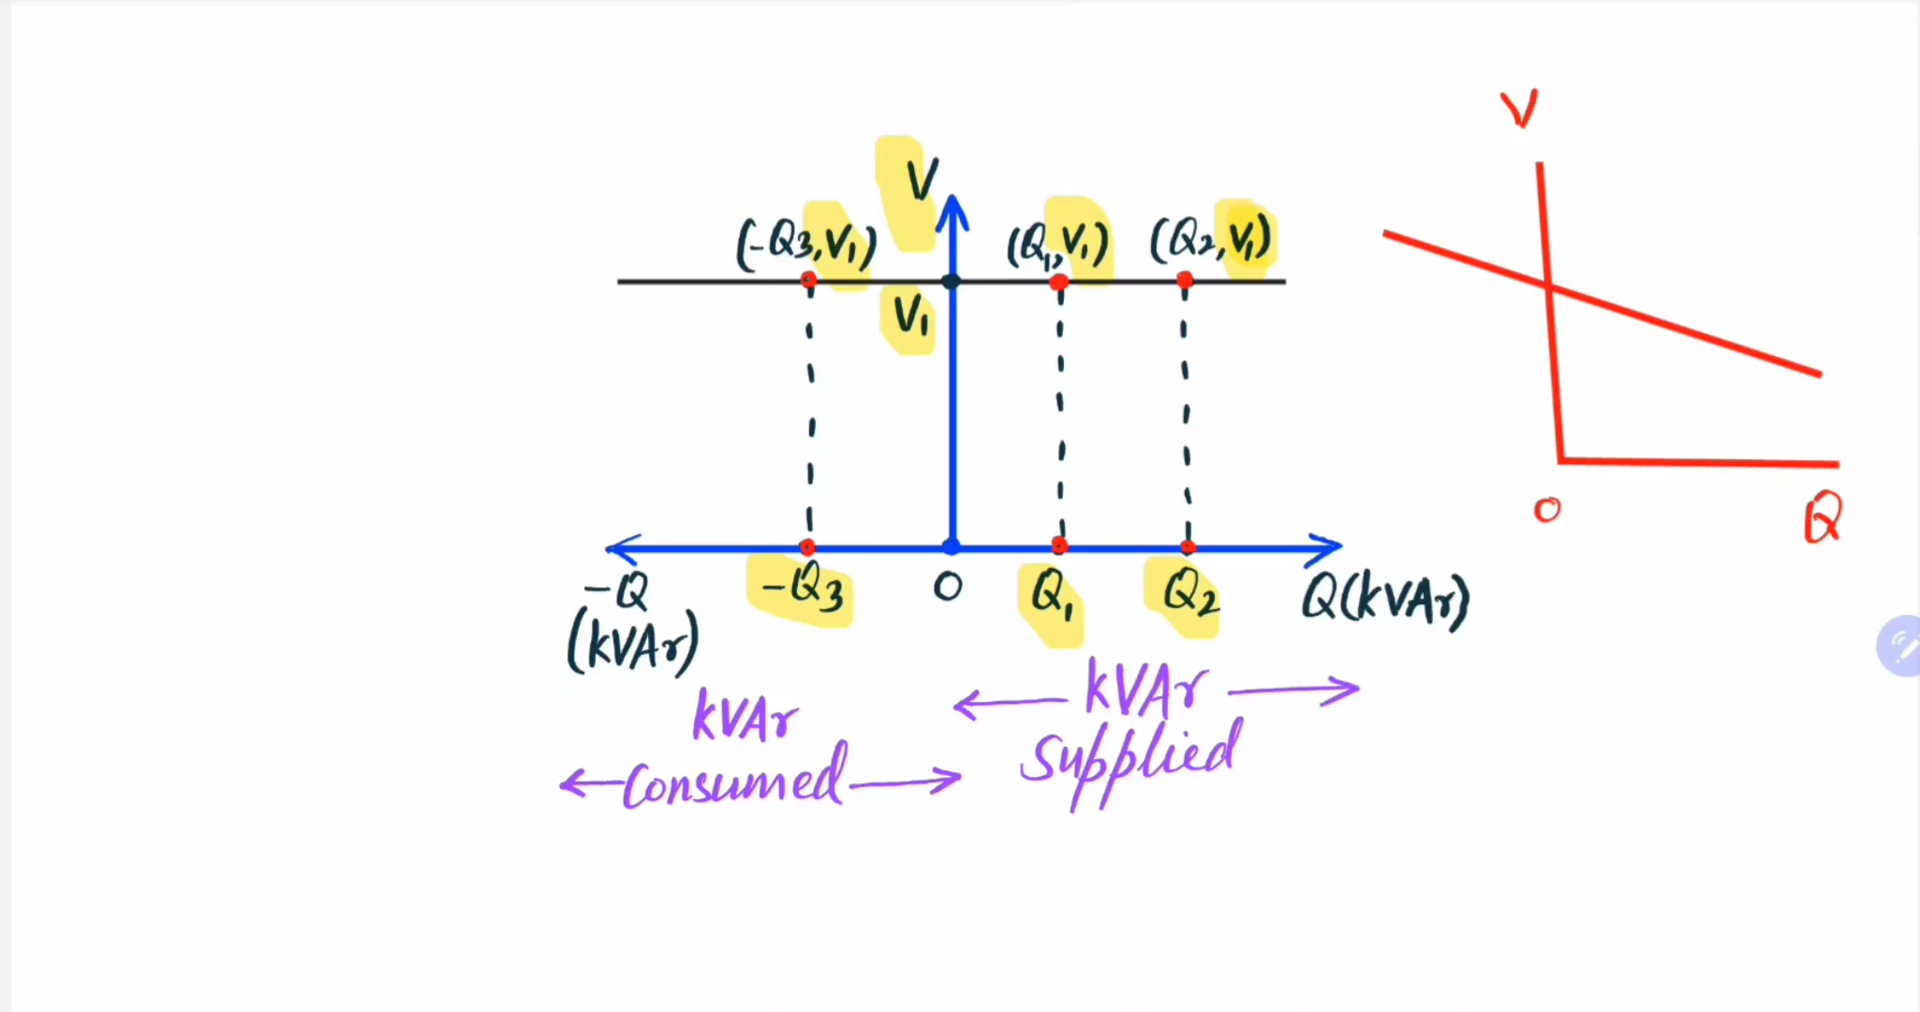 V
V
(-Q3,V1) (Q1,V1) (Q2,V1)
V1
-Q -Q3 0 Q1 Q2 Q(kVAr)
(kVAr)
0 Q
kVAr
Consumed
kVAr
Supplied